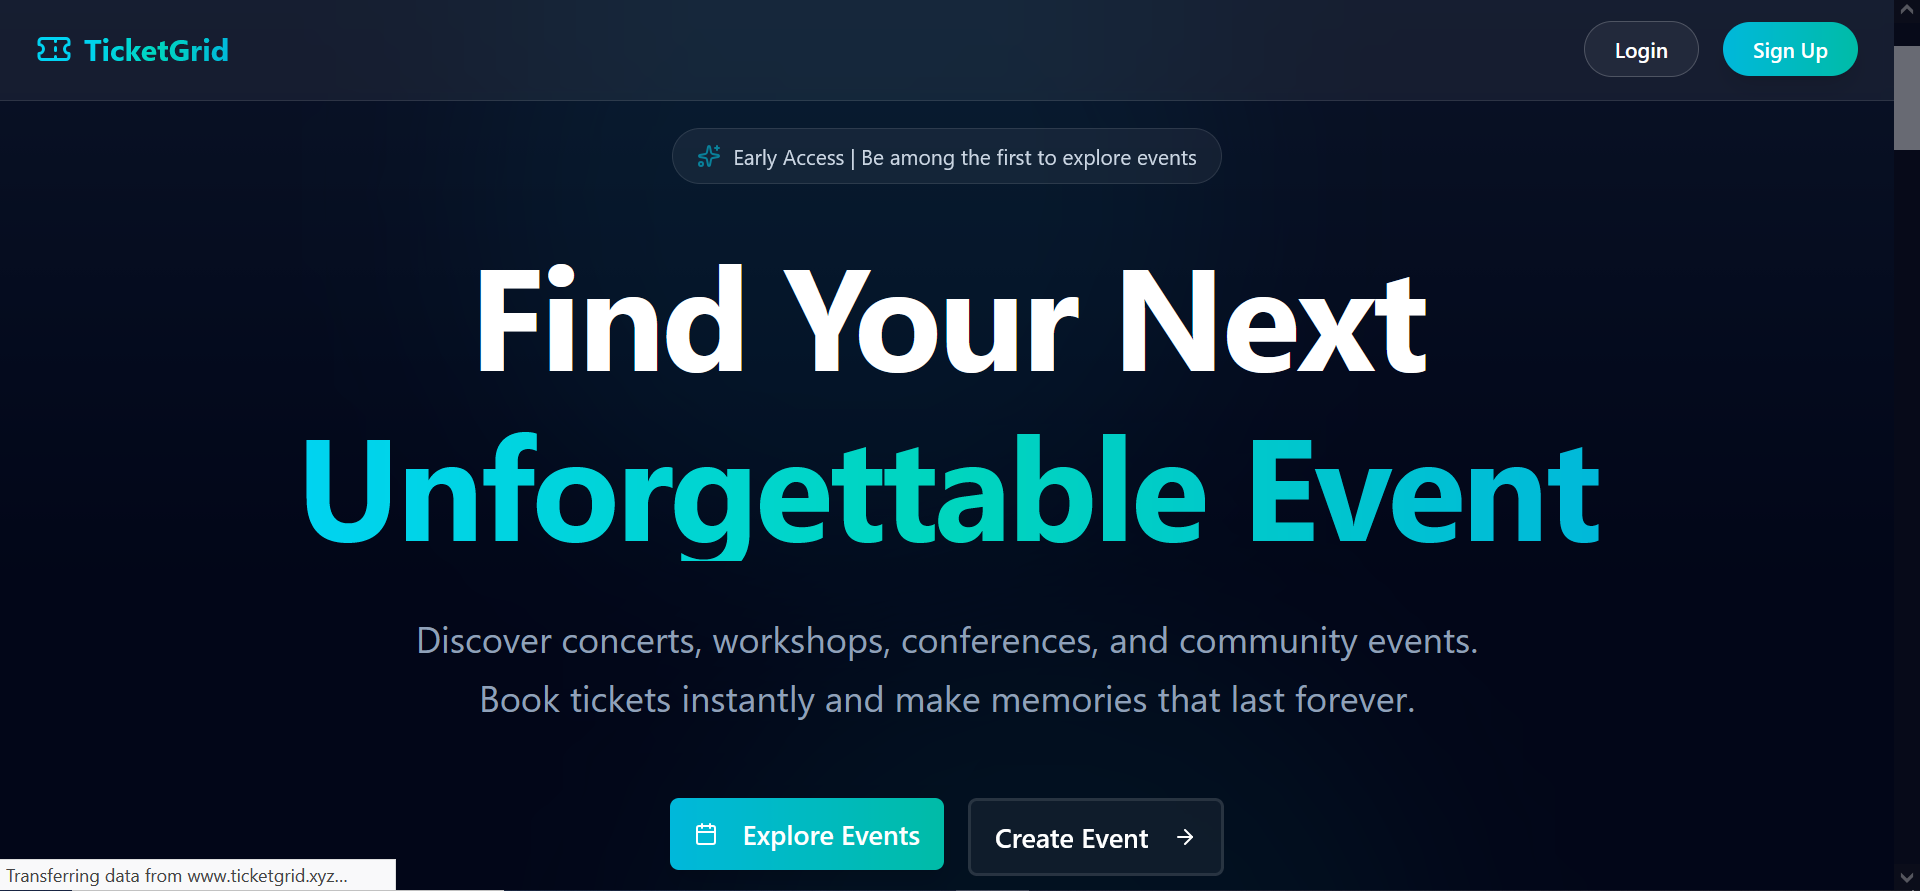 TicketGrid
Login
Sign Up
Early Access | Be among the first to explore events
Find Your Next
Unforgettable Event
Discover concerts, workshops, conferences, and community events.
Book tickets instantly and make memories that last forever.
Explore Events
Create Event
Transferring data from www.ticketgrid.xyz...